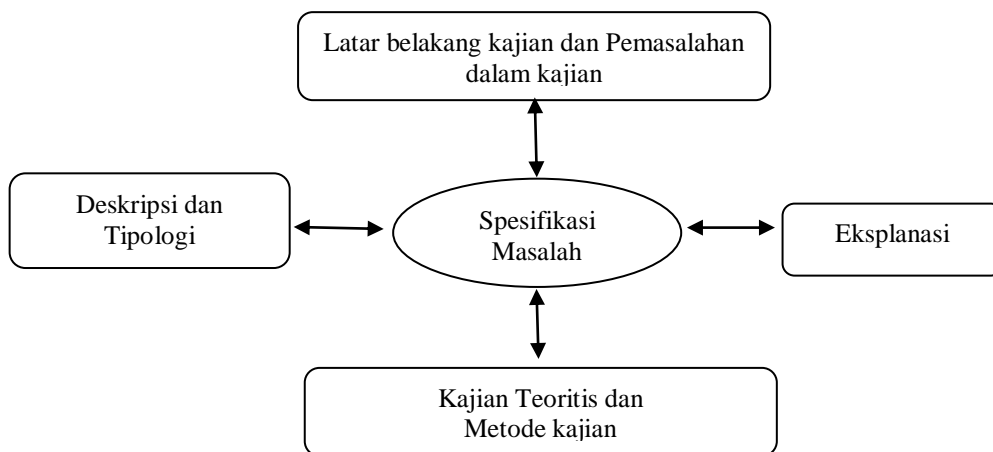 Latar belakang kajian dan Pemasalahan
dalam kajian
Deskripsi dan
Tipologi
Spesifikasi
Masalah
Eksplanasi
Kajian Teoritis dan
Metode kajian